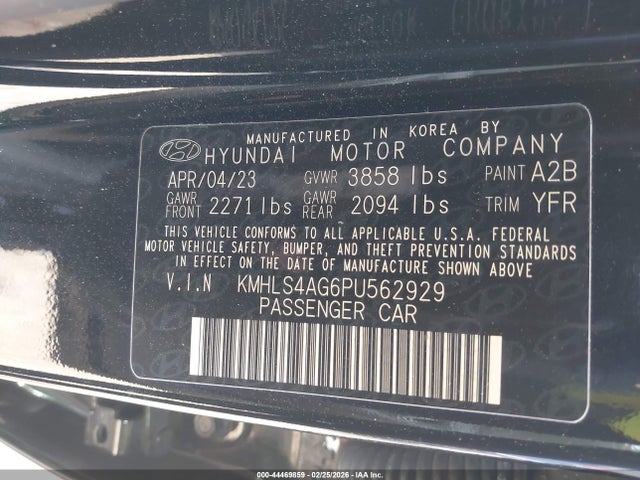 MANUFACTURED IN KOREA BY
HYUNDAI MOTOR COMPANY
APR/04/23 GVWR 3858 lbs PAINT A2B
GAWR FRONT 2271 lbs GAWR REAR 2094 lbs TRIM YFR
THIS VEHICLE CONFORMS TO ALL APPLICABLE U.S.A. FEDERAL
MOTOR VEHICLE SAFETY, BUMPER, AND THEFT PREVENTION STANDARDS
IN EFFECT ON THE DATE OF MANUFACTURE SHOWN ABOVE
V.I.N KMHLS4AG6PU562929
PASSENGER CAR
000-44469859 - 02/25/2026 - COPYRIGHT © IAA, LLC